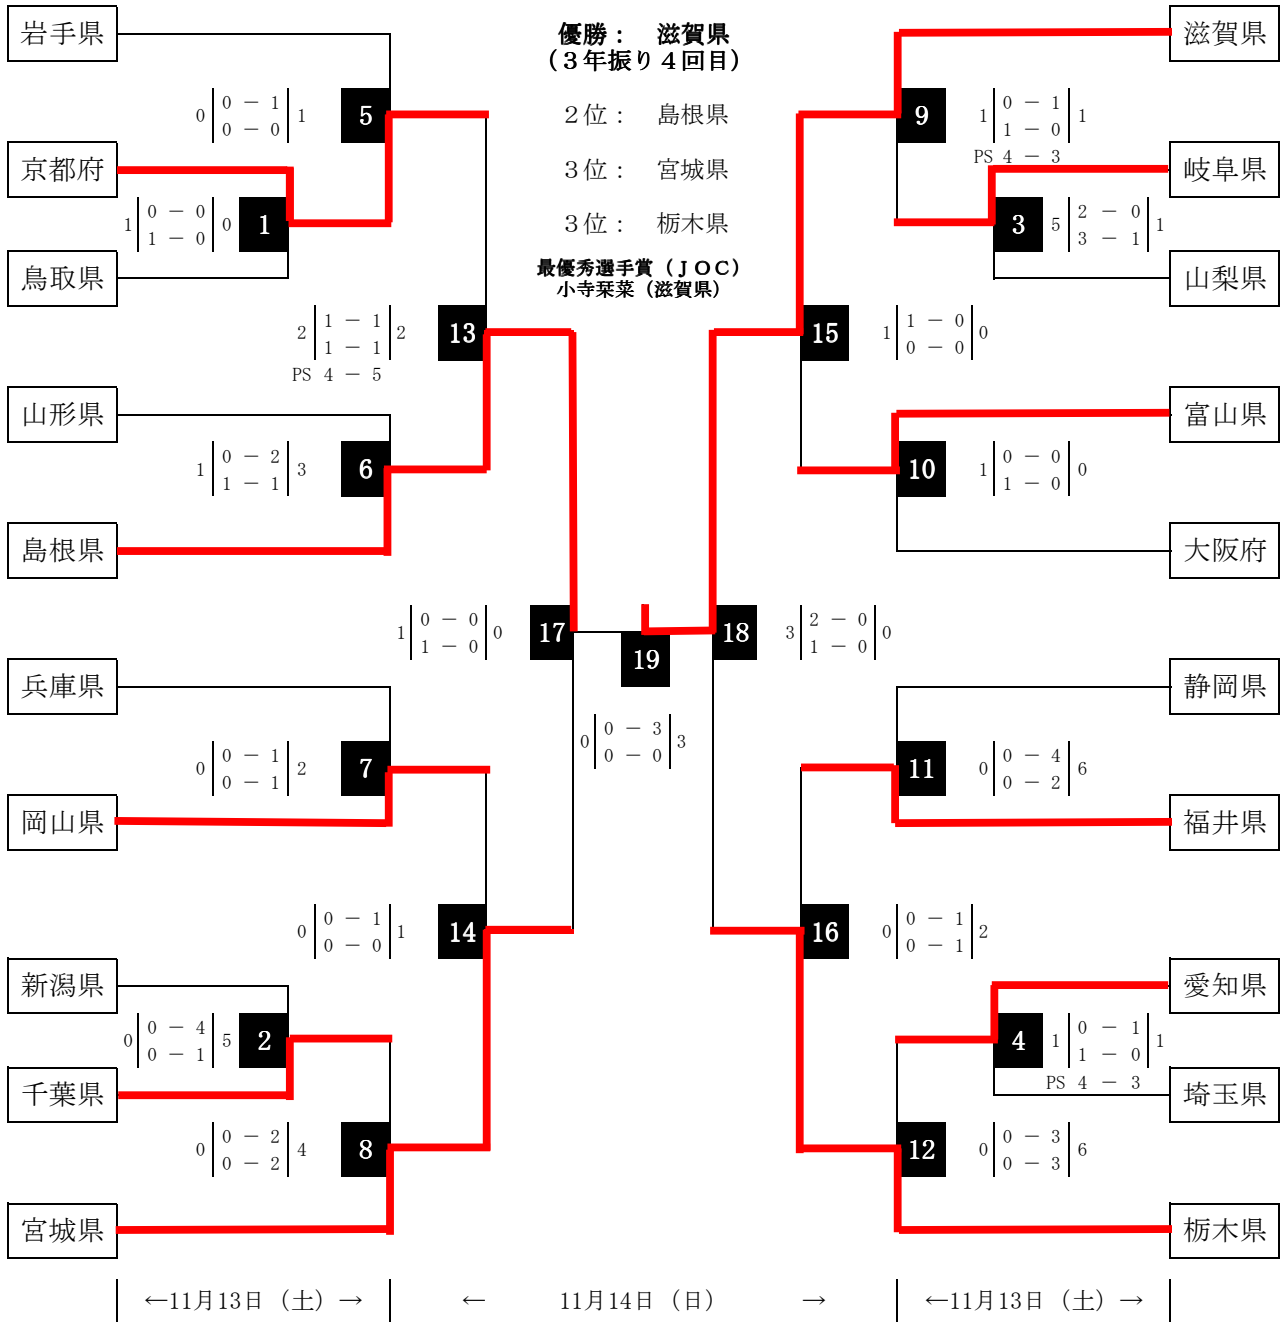 優勝： 滋賀県
（３年振り４回目）
２位： 島根県
３位： 宮城県
３位： 栃木県
最優秀選手賞（ＪＯＣ）
小寺栞菜（滋賀県）
岩手県
0 0 － 1 1
0 － 0
5
京都府
1 0 － 0 0
1 － 0
1
鳥取県
2 1 － 1 2
1 － 1
PS 4 － 5
13
山形県
1 0 － 2 3
1 － 1
6
島根県
1 0 － 0 0
1 － 0
17
兵庫県
0 0 － 1 2
0 － 1
7
岡山県
0 0 － 1 1
0 － 0
14
新潟県
0 0 － 4 5
0 － 1
2
千葉県
0 0 － 2 4
0 － 2
8
宮城県
19
0 0 － 3 3
0 － 0
滋賀県
9
1 0 － 1 1
1 － 0
PS 4 － 3
岐阜県
3
5 2 － 0 1
3 － 1
山梨県
15
1 1 － 0 0
0 － 0
富山県
10
1 0 － 0 0
1 － 0
大阪府
18
3 2 － 0 0
1 － 0
静岡県
11
0 0 － 4 6
0 － 2
福井県
16
0 0 － 1 2
0 － 1
愛知県
4
1 0 － 1 1
1 － 0
PS 4 － 3
埼玉県
12
0 0 － 3 6
0 － 3
栃木県
←11月13日（土）→ ← 11月14日（日） → ←11月13日（土）→